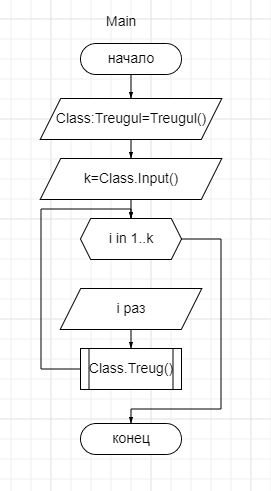 Main
начало
Class:Treugul=Treugul()
k=Class.Input()
i in 1..k
i раз
Class.Treug()
конец